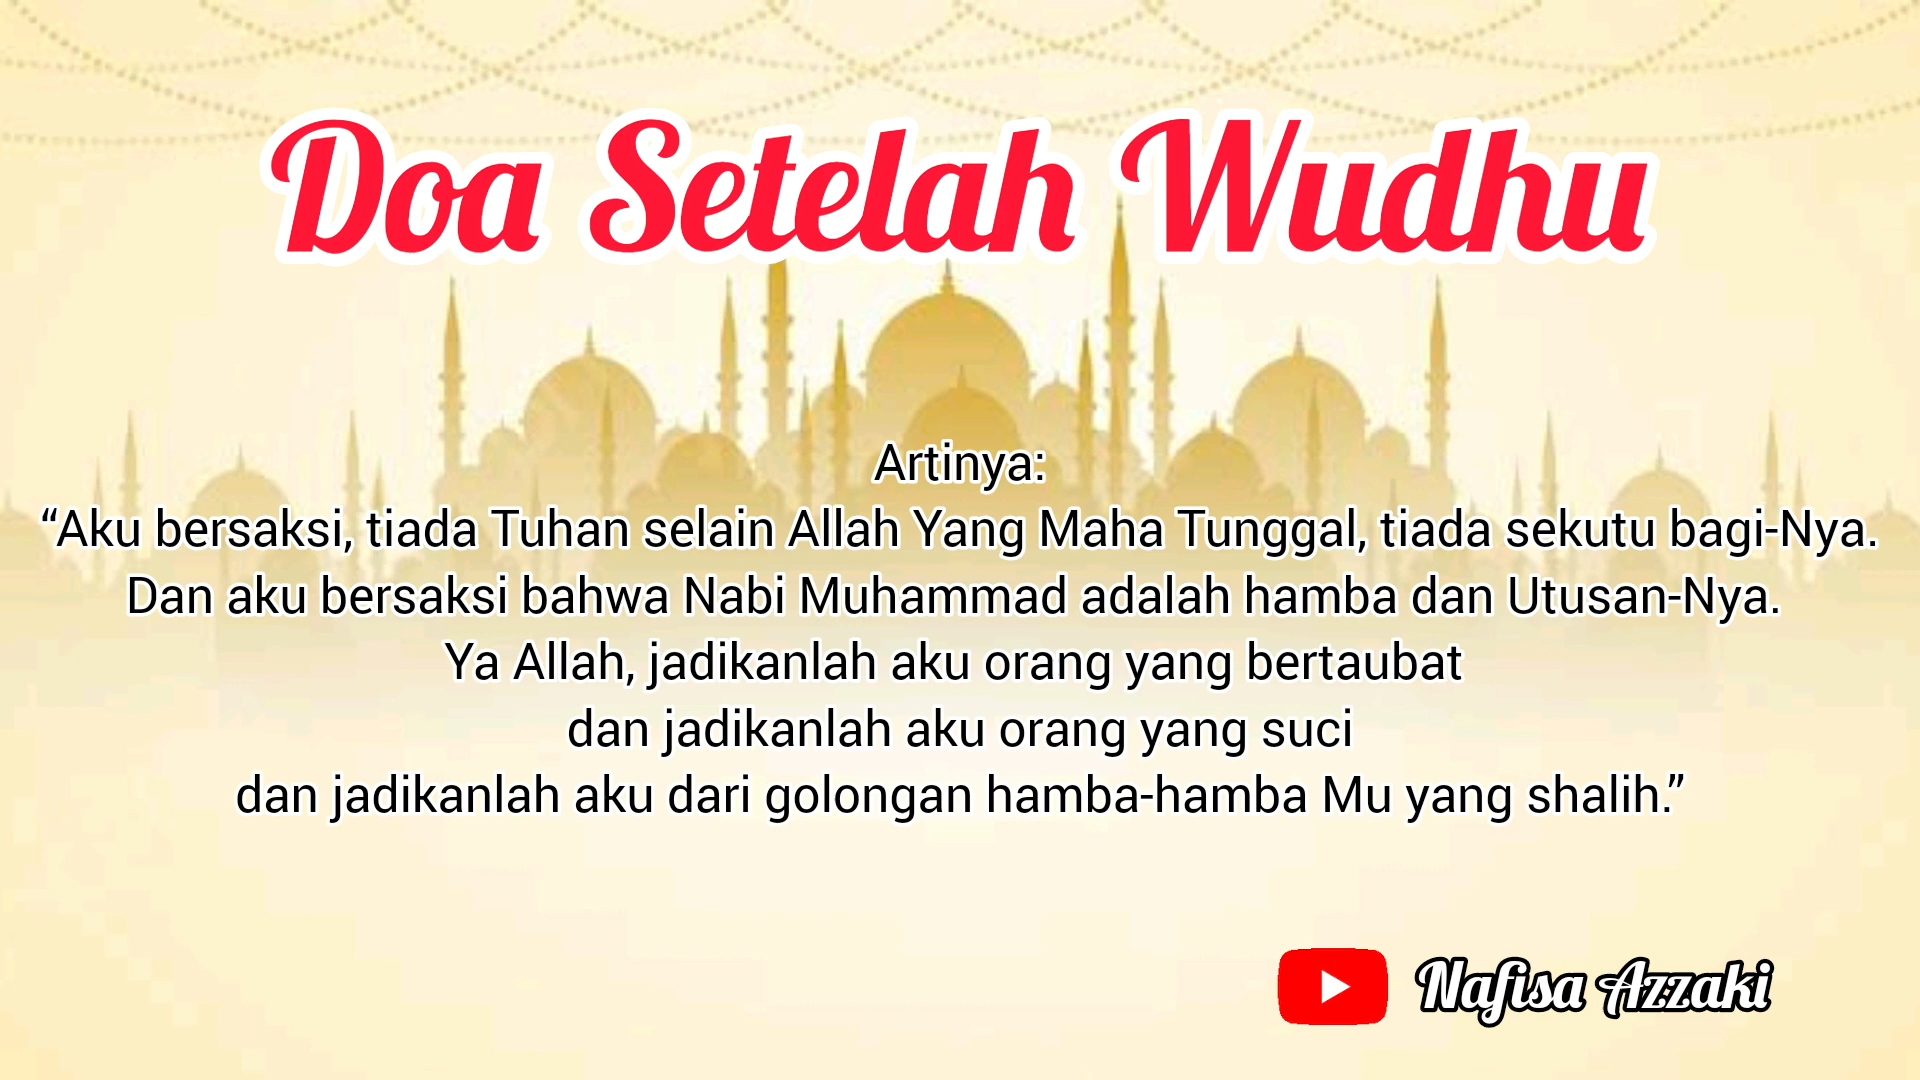 Doa Setelah Wudhu
Artinya:
“Aku bersaksi, tiada Tuhan selain Allah Yang Maha Tunggal, tiada sekutu bagi-Nya.
Dan aku bersaksi bahwa Nabi Muhammad adalah hamba dan Utusan-Nya.
Ya Allah, jadikanlah aku orang yang bertaubat
dan jadikanlah aku orang yang suci
dan jadikanlah aku dari golongan hamba-hamba Mu yang shalih.”
Nafisa Azzaki